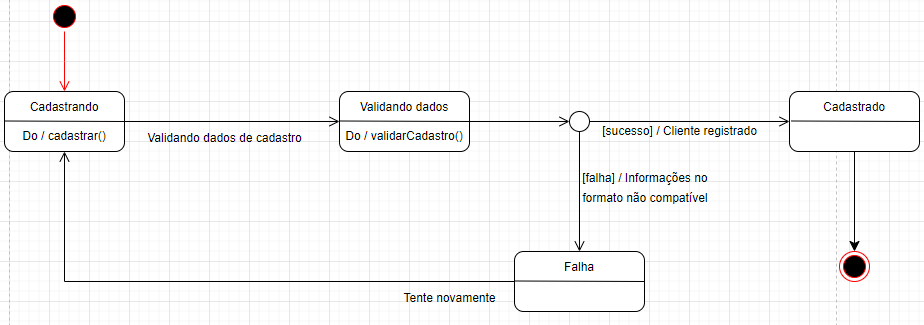 Cadastrando
Do / cadastrar()
Validando dados de cadastro
Validando dados
Do / validarCadastro()
[sucesso] / Cliente registrado
Cadastrado
[falha] / Informações no
formato não compatível
Falha
Tente novamente